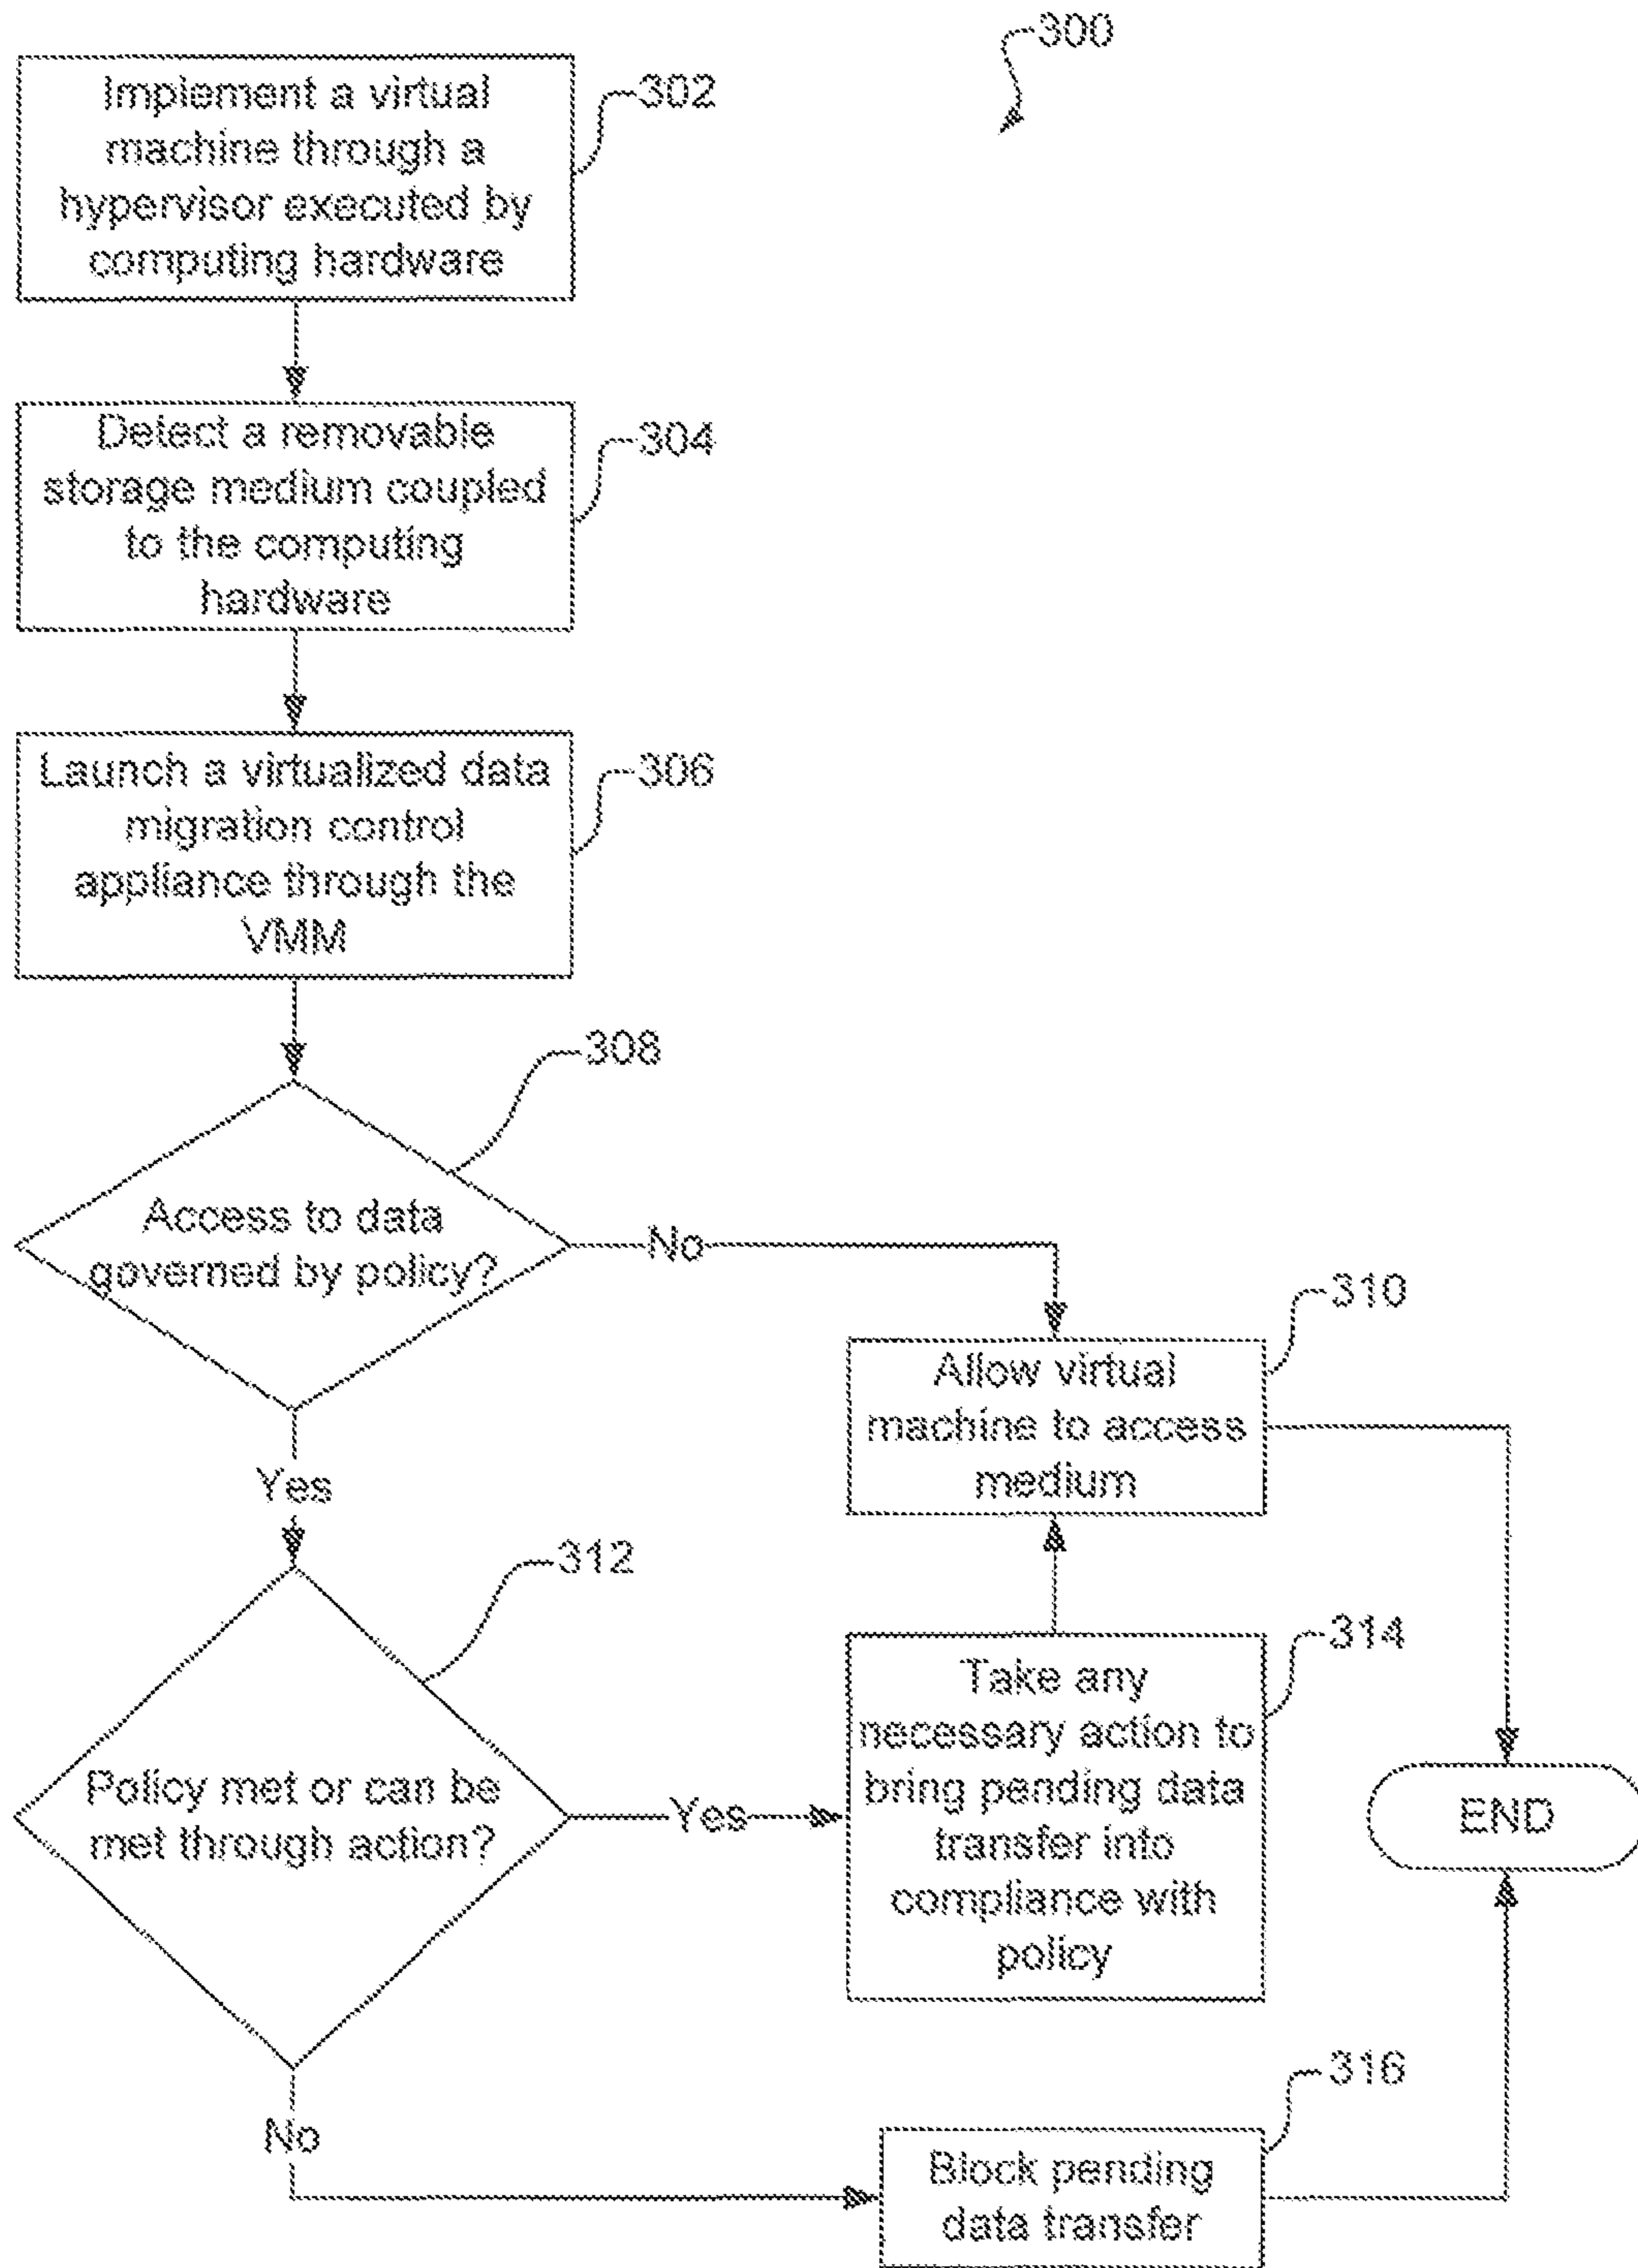 300
Implement a virtual
machine through a
hypervisor executed by
computing hardware
302
Detect a removable
storage medium coupled
to the computing
hardware
304
Launch a virtualized data
migration control
appliance through the
VMM
306
308
Access to data
governed by policy?
No
Yes
310
Allow virtual
machine to access
medium
312
Policy met or can be
met through action?
Yes
No
314
Take any
necessary action to
bring pending data
transfer into
compliance with
policy
END
316
Block pending
data transfer